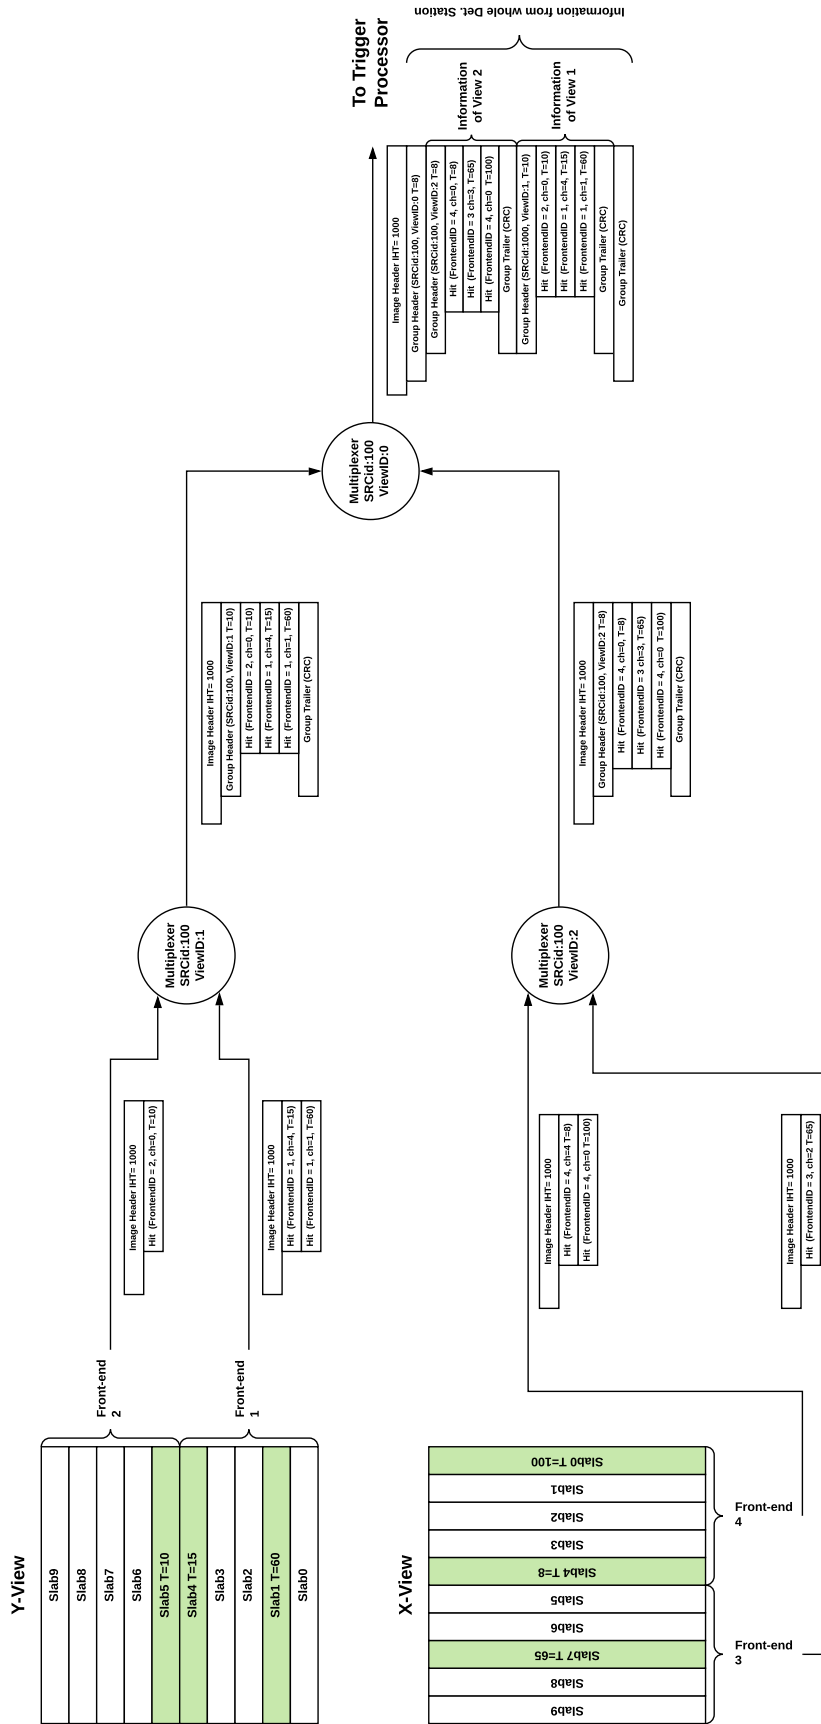 Y-View
Slab9
Slab8
Slab7
Slab6
Slab5 T=10
Slab4 T=15
Slab3
Slab2
Slab1 T=60
Slab0
Front-end
2
Front-end
1
Image Header IHT= 1000
Hit (FrontendID = 2, ch=0, T=10)
Image Header IHT= 1000
Hit (FrontendID = 1, ch=4, T=15)
Hit (FrontendID = 1, ch=1, T=60)
Multiplexer
SRCid:100
ViewID:1
Image Header IHT= 1000
Group Header (SRCid:100, ViewID:1 T=10)
Hit (FrontendID = 2, ch=0, T=10)
Hit (FrontendID = 1, ch=4, T=15)
Hit (FrontendID = 1, ch=1, T=60)
Group Trailer (CRC)
X-View
Slab0 T=100
Slab1
Slab2
Slab3
Slab4 T=8
Slab5
Slab6
Slab7 T=65
Slab8
Slab9
Front-end
4
Front-end
3
Image Header IHT= 1000
Hit (FrontendID = 4, ch=4 T=8)
Hit (FrontendID = 4, ch=0 T=100)
Image Header IHT= 1000
Hit (FrontendID = 3, ch=2 T=65)
Multiplexer
SRCid:100
ViewID:2
Image Header IHT= 1000
Group Header (SRCid:100, ViewID:2 T=8)
Hit (FrontendID = 4, ch=0, T=8)
Hit (FrontendID = 3 ch=3, T=65)
Hit (FrontendID = 4, ch=0 T=100)
Group Trailer (CRC)
Multiplexer
SRCid:100
ViewID:0
To Trigger
Processor
Image Header IHT= 1000
Group Header (SRCid:100, ViewID:0 T=8)
Group Header (SRCid:100, ViewID:2 T=8)
Hit (FrontendID = 4, ch=0, T=8)
Hit (FrontendID = 3 ch=3, T=65)
Hit (FrontendID = 4, ch=0 T=100)
Group Trailer (CRC)
Group Header (SRCid:1000, ViewID:1, T=10)
Hit (FrontendID = 2, ch=0, T=10)
Hit (FrontendID = 1, ch=4, T=15)
Hit (FrontendID = 1, ch=1, T=60)
Group Trailer (CRC)
Group Trailer (CRC)
Information
of View 2
Information
of View 1
Information from whole Det. Station